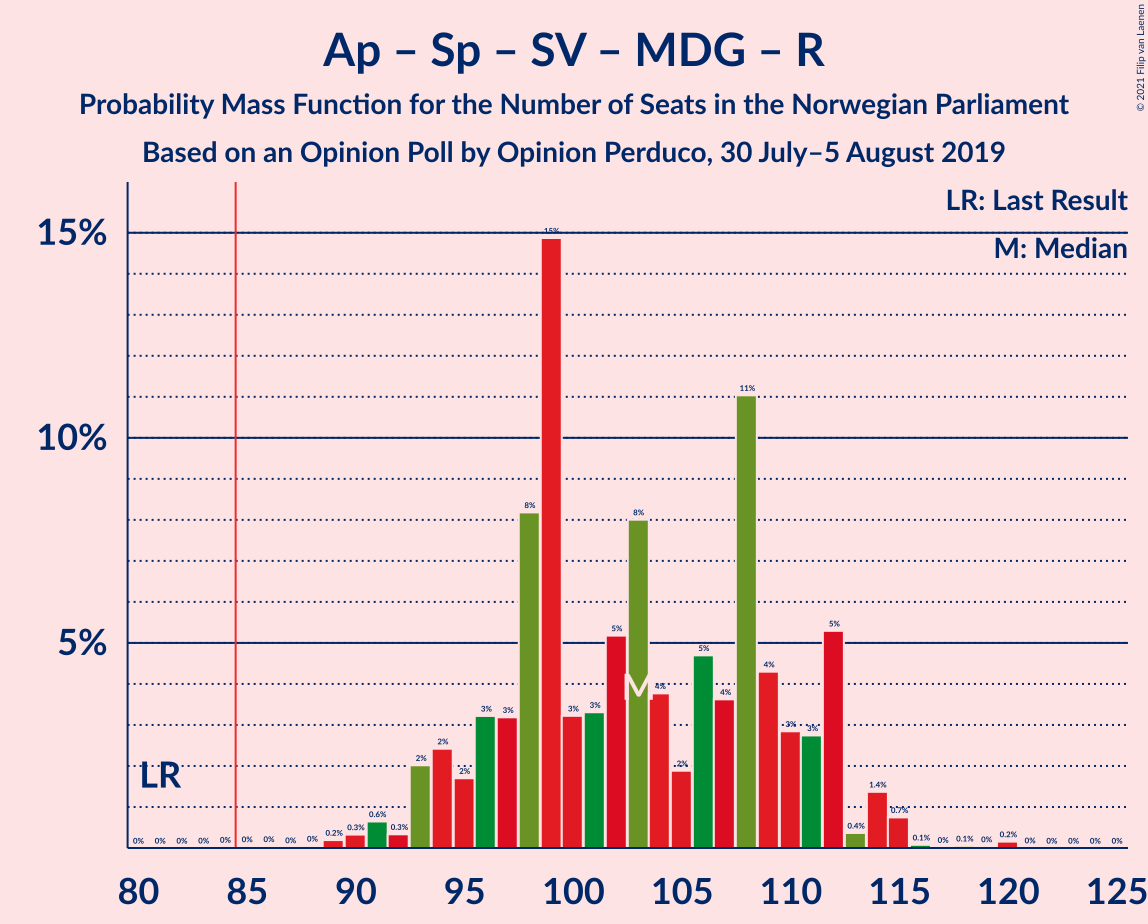 Ap – Sp – SV – MDG – R
Probability Mass Function for the Number of Seats in the Norwegian Parliament
Based on an Opinion Poll by Opinion Perduco, 30 July–5 August 2019
© 2021 Filip van Laenen
LR: Last Result
M: Median
15%
10%
5%
LR
M
0% 0% 0% 0% 0% 0% 0% 0% 0% 0.2% 0.3% 0.6% 0.3% 2% 2% 2% 3% 3% 8% 15% 3% 3% 5% 8% 4% 2% 5% 4% 11% 4% 3% 3% 5% 0.4% 1.4% 0.7% 0.1% 0% 0.1% 0% 0.2% 0% 0% 0% 0% 0%
80 85 90 95 100 105 110 115 120 125